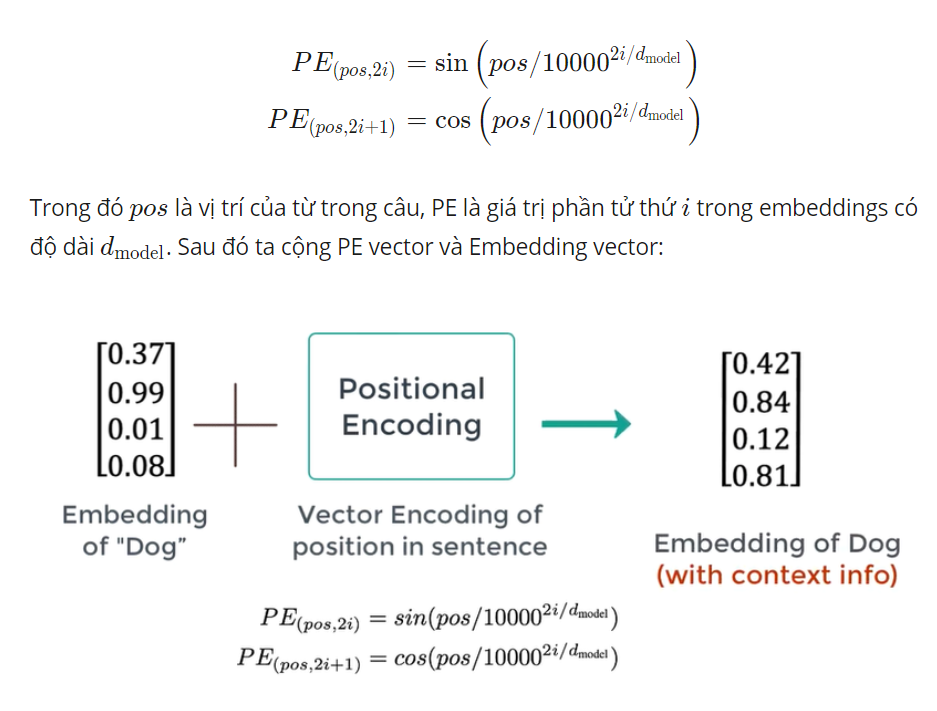 PE(pos,2i) = sin(pos/10000^2i/dmodel)
PE(pos,2i+1) = cos(pos/10000^2i/dmodel)
Trong đó pos là vị trí của từ trong câu, PE là giá trị phần tử thứ i trong embeddings có
độ dài dmodel. Sau đó ta cộng PE vector và Embedding vector:
[0.37]
0.99
0.01
[0.08]
Embedding
of "Dog”
Positional
Encoding
Vector Encoding of
position in sentence
[0.42]
0.84
0.12
[0.81]
Embedding of Dog
(with context info)
PE(pos,2i) = sin(pos/10000^2i/dmodel)
PE(pos,2i+1) = cos(pos/10000^2i/dmodel)